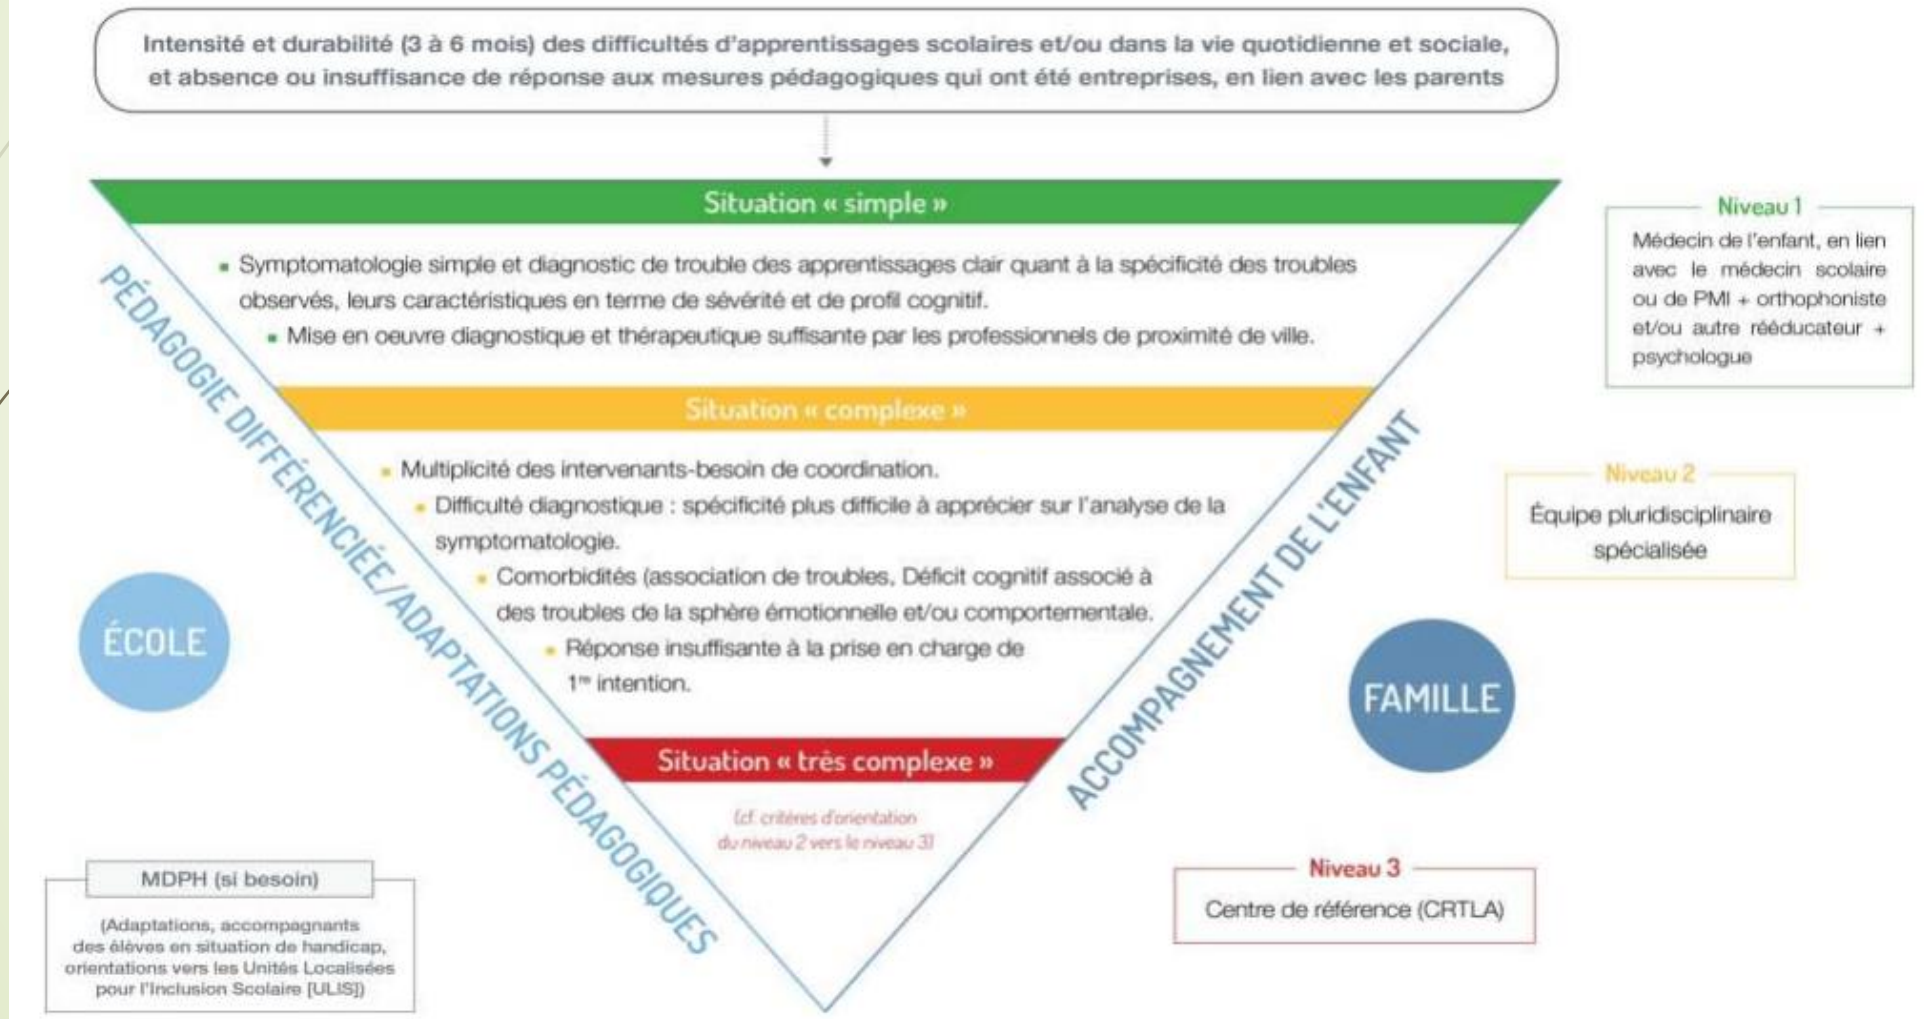 Intensité et durabilité (3 à 6 mois) des difficultés d'apprentissages scolaires et/ou dans la vie quotidienne et sociale,
et absence ou insuffisance de réponse aux mesures pédagogiques qui ont été entreprises, en lien avec les parents
Situation « simple »
Symptomatologie simple et diagnostic de trouble des apprentissages clair quant à la spécificité des troubles
observés, leurs caractéristiques en terme de sévérité et de profil cognitif.
Mise en oeuvre diagnostique et thérapeutique suffisante par les professionnels de proximité de ville.
Niveau 1
Médecin de l'enfant, en lien
avec le médecin scolaire
ou de PMI + orthophoniste
et/ou autre rééducateur +
psychologue
Situation « complexe »
Multiplicité des intervenants-besoin de coordination.
Difficulté diagnostique : spécificité plus difficile à apprécier sur l'analyse de la
symptomatologie.
Comorbidités (association de troubles, Déficit cognitif associé à
des troubles de la sphère émotionnelle et/ou comportementale.
Réponse insuffisante à la prise en charge de
1re intention.
Niveau 2
Équipe pluridisciplinaire
spécialisée
Situation « très complexe »
(cf. critères d'orientation
du niveau 2 vers le niveau 3)
Niveau 3
Centre de référence (CRTLA)
PÉDAGOGIE DIFFÉRENCIÉE/ADAPTATIONS PÉDAGOGIQUES
ACCOMPAGNEMENT DE L'ENFANT
ÉCOLE
FAMILLE
MDPH (si besoin)
(Adaptations, accompagnants
des élèves en situation de handicap,
orientations vers les Unités Localisées
pour l'Inclusion Scolaire [ULIS])